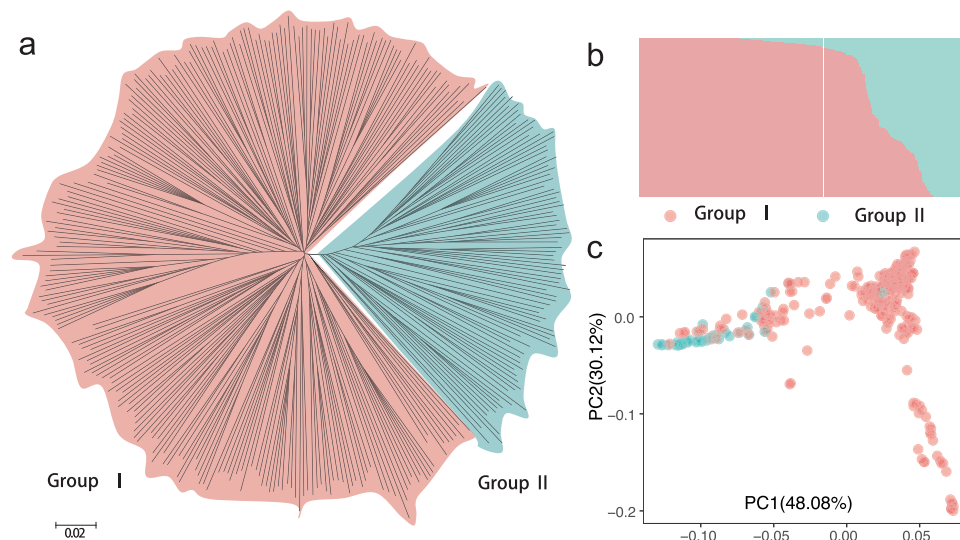 a
Group I
Group II
0.02
b
Group I
Group II
c
PC2(30.12%)
0.0
−0.1
−0.2
PC1(48.08%)
−0.10
−0.05
0.00
0.05